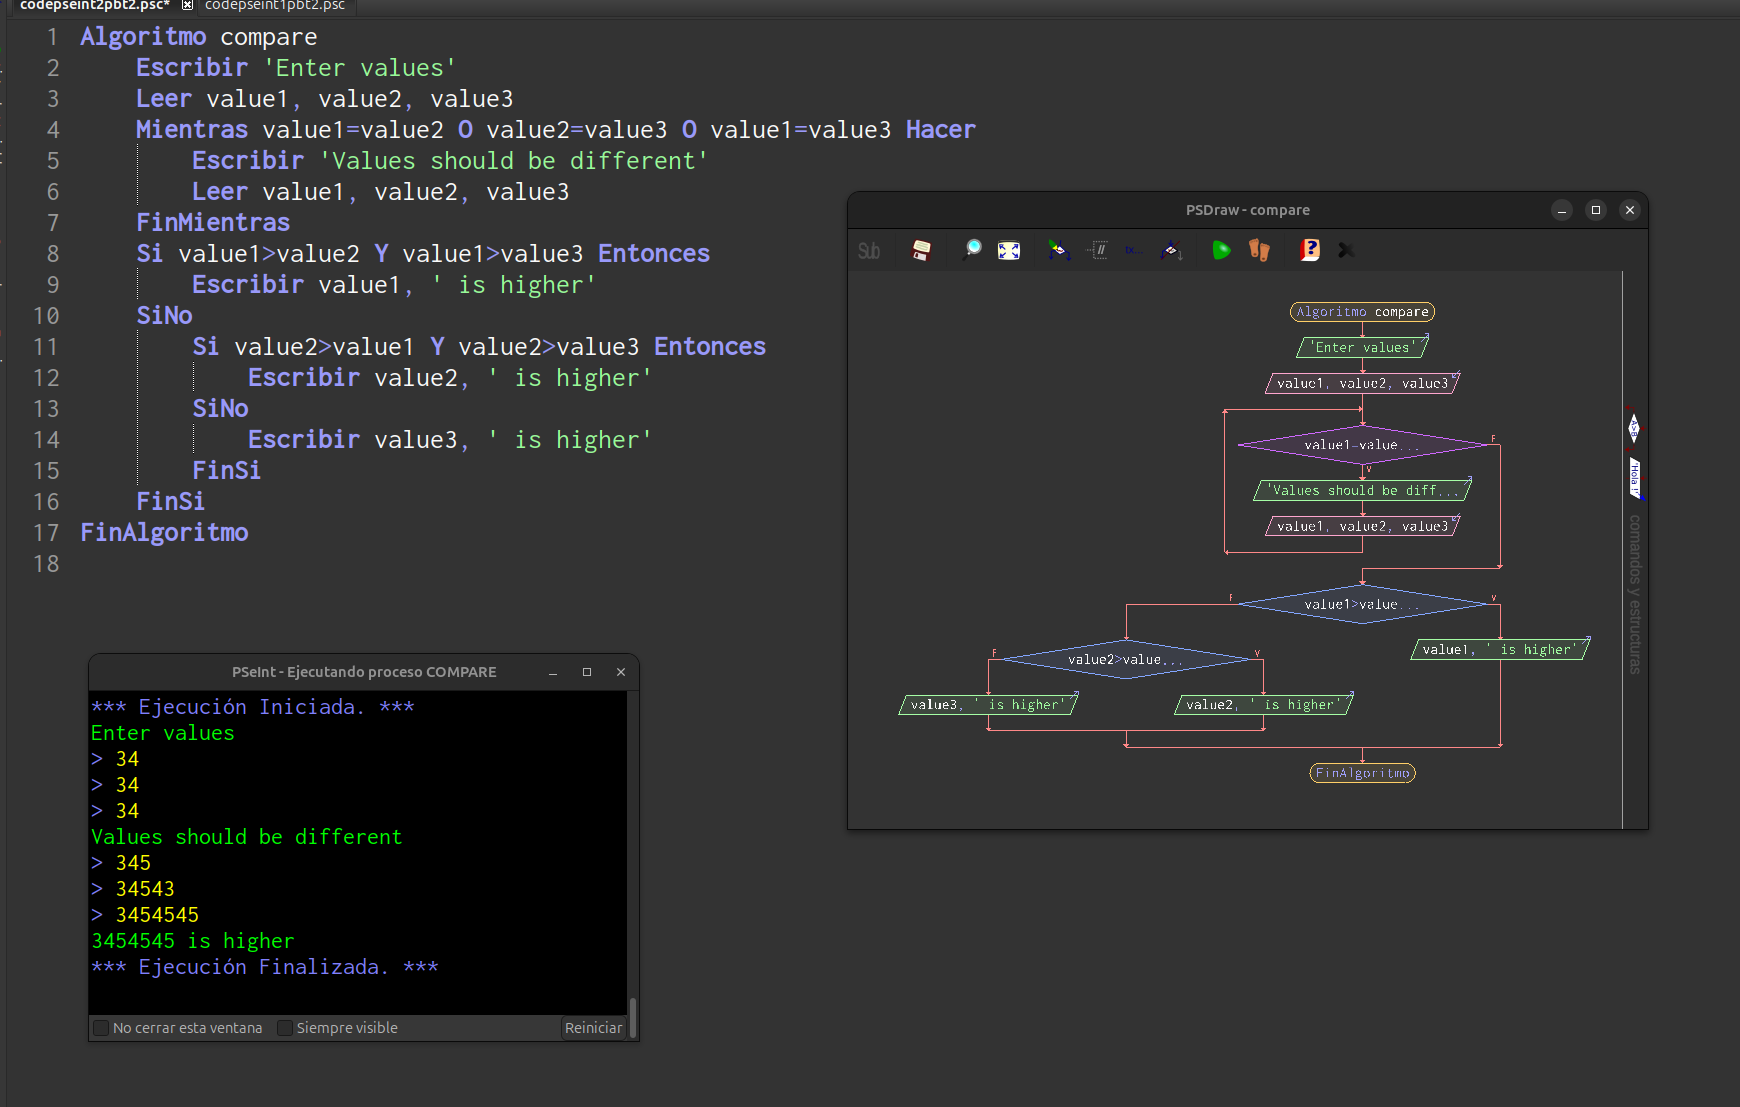 codepseint2pbt2.psc*
codepseint1pbt2.psc
1 Algoritmo compare
2 Escribir 'Enter values'
3 Leer value1, value2, value3
4 Mientras value1=value2 O value2=value3 O value1=value3 Hacer
5 Escribir 'Values should be different'
6 Leer value1, value2, value3
7 FinMientras
8 Si value1>value2 Y value1>value3 Entonces
9 Escribir value1, ' is higher'
10 SiNo
11 Si value2>value1 Y value2>value3 Entonces
12 Escribir value2, ' is higher'
13 SiNo
14 Escribir value3, ' is higher'
15 FinSi
16 FinSi
17 FinAlgoritmo
18
PSDraw - compare
Sub
Algoritmo compare
'Enter values'
value1, value2, value3
value1=value...
F
V
'Values should be diff...
value1, value2, value3
F
value1>value...
V
F
value2>value...
V
value1, ' is higher'
value3, ' is higher'
value2, ' is higher'
FinAlgoritmo
A>B
'Hola !'
comandos y estructuras
PSeInt - Ejecutando proceso COMPARE
*** Ejecución Iniciada. ***
Enter values
> 34
> 34
> 34
Values should be different
> 345
> 34543
> 3454545
3454545 is higher
*** Ejecución Finalizada. ***
No cerrar esta ventana
Siempre visible
Reiniciar